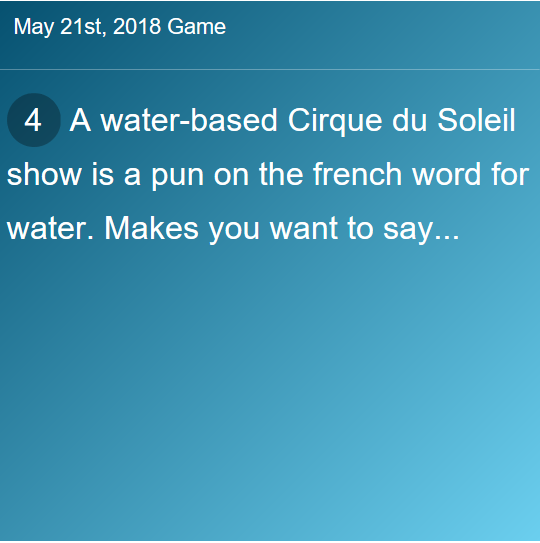 May 21st, 2018 Game
4 A water-based Cirque du Soleil
show is a pun on the french word for
water. Makes you want to say...